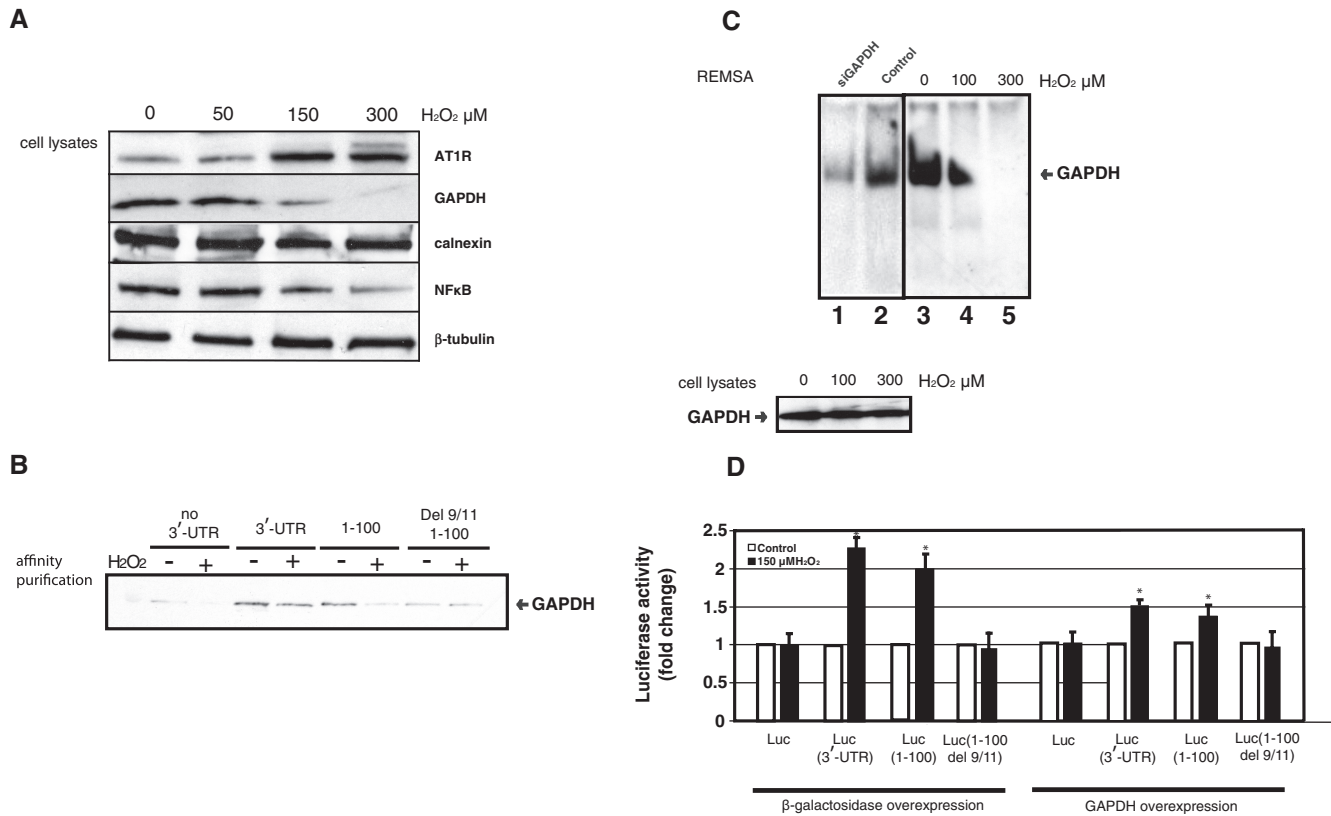 A
0 50 150 300 H₂O₂ µM
cell lysates
AT1R
GAPDH
calnexin
NFκB
β-tubulin
B
no
3′-UTR
3′-UTR
1-100
Del 9/11
1-100
affinity
purification
H₂O₂ - + - + - + - +
←GAPDH
C
REMSA
siGAPDH
Control
0 100 300 H₂O₂ µM
←GAPDH
1 2 3 4 5
cell lysates 0 100 300 H₂O₂ µM
GAPDH→
D
Luciferase activity
(fold change)
2.5
2
1.5
1
0.5
0
Control
150 µMH₂O₂
* * * *
Luc
Luc
(3′-UTR)
Luc
(1-100)
Luc(1-100
del 9/11)
Luc
Luc
(3′-UTR)
Luc
(1-100)
Luc(1-100
del 9/11)
β-galactosidase overexpression
GAPDH overexpression